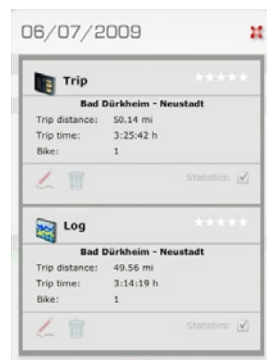 06/07/2009
Trip
Bad Dürkheim - Neustadt
Trip distance: 50.14 mi
Trip time: 3:25:42 h
Bike: 1
Statistics:
Log
Bad Dürkheim - Neustadt
Trip distance: 49.56 mi
Trip time: 3:14:19 h
Bike: 1
Statistics: